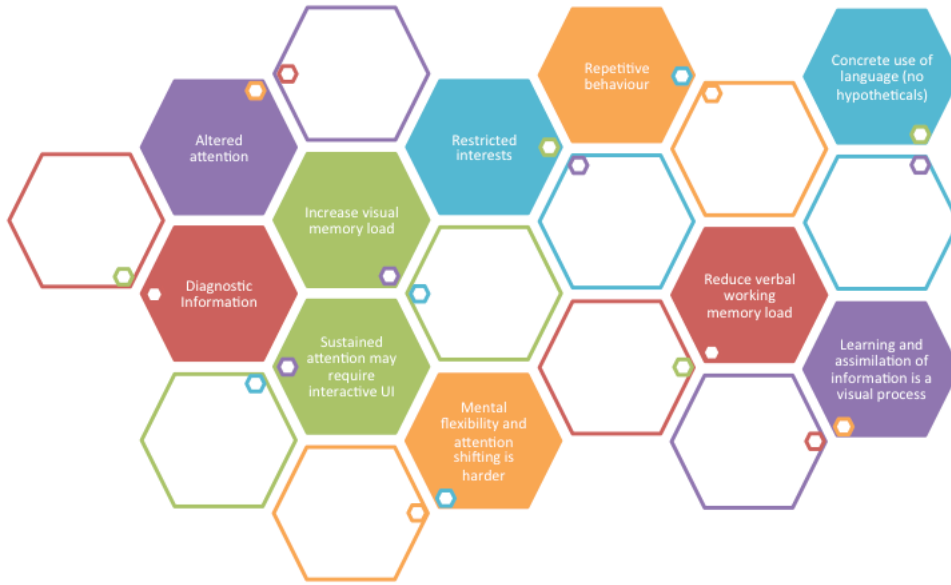 Altered
attention
Diagnostic
Information
Increase visual
memory load
Sustained
attention may
require
interactive UI
Restricted
interests
Mental
flexibility and
attention
shifting is
harder
Repetitive
behaviour
Reduce verbal
working
memory load
Concrete use of
language (no
hypotheticals)
Learning and
assimilation of
information is a
visual process